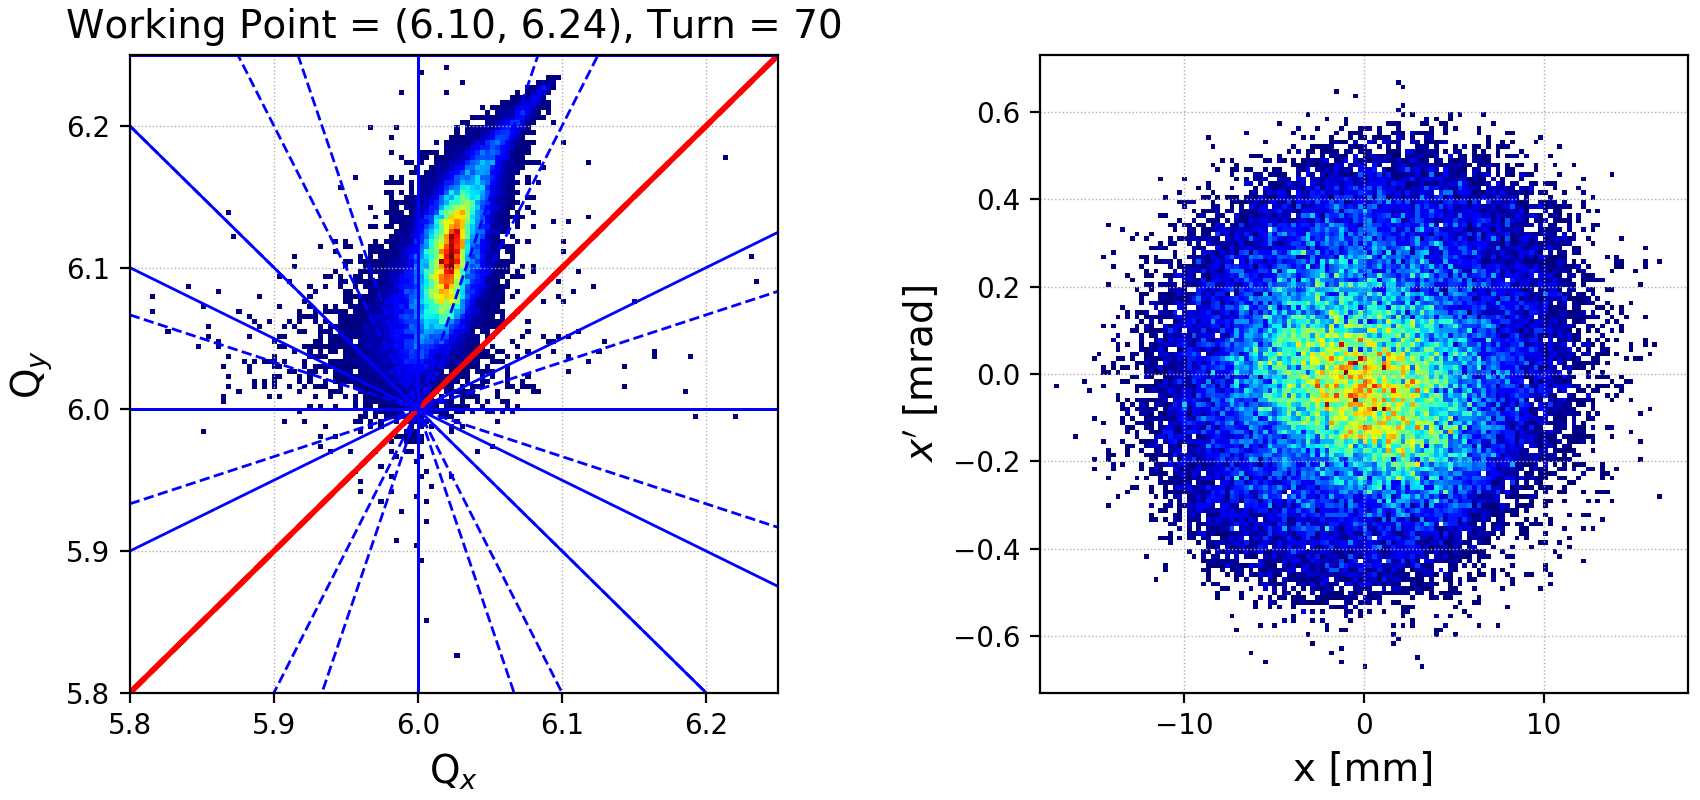 Working Point = (6.10, 6.24), Turn = 70
6.2
6.1
6.0
5.9
5.8
Q_y
5.8 5.9 6.0 6.1 6.2
Q_x
0.6
0.4
0.2
0.0
−0.2
−0.4
−0.6
x′ [mrad]
−10 0 10
x [mm]